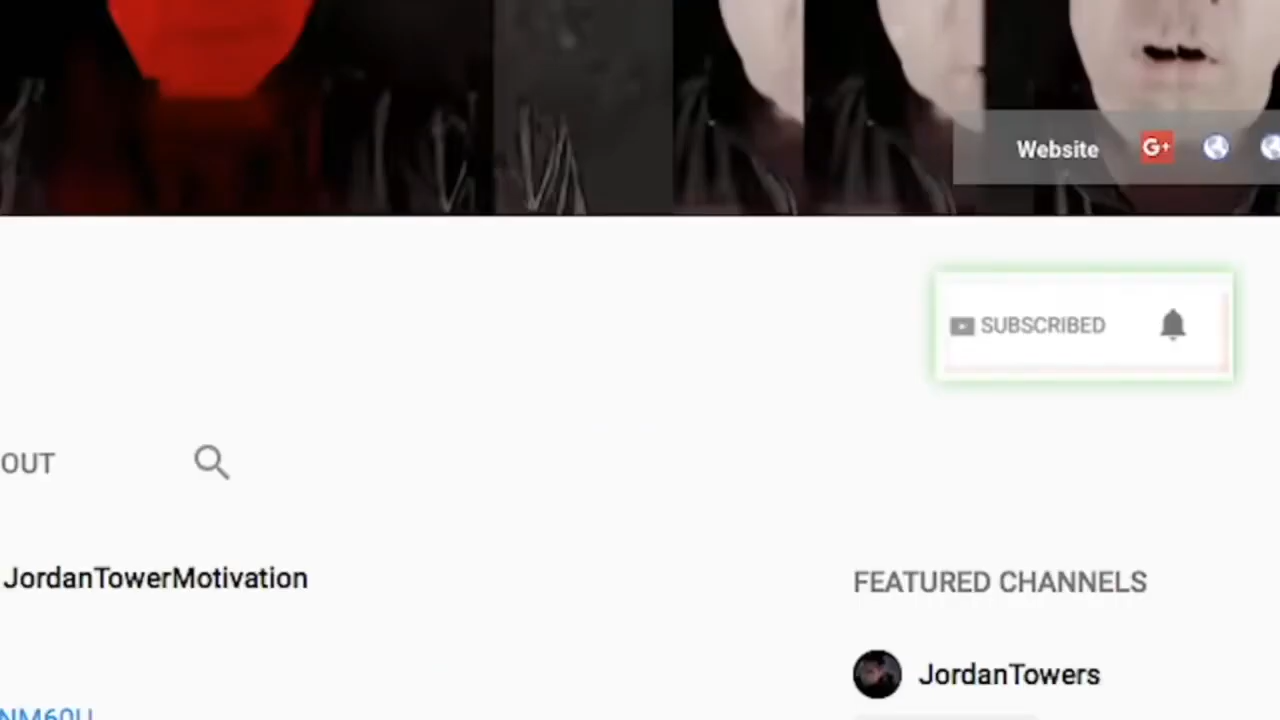 Website G+
SUBSCRIBED
OUT
JordanTowerMotivation
FEATURED CHANNELS
JordanTowers